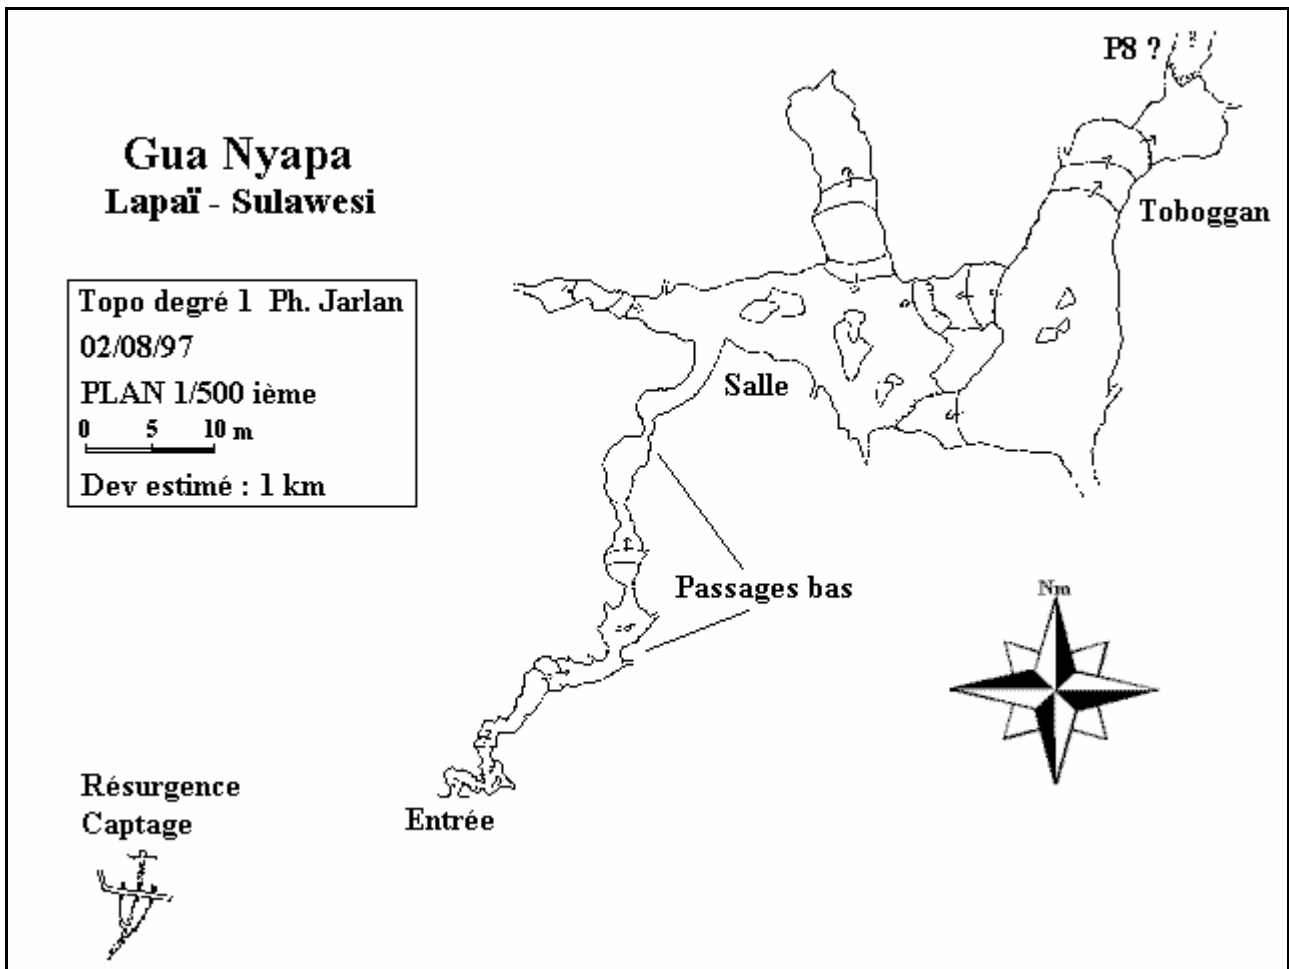 P8 ?
?
Gua Nyapa
Lapaï - Sulawesi
Toboggan
Topo degré 1 Ph. Jarlan
02/08/97
PLAN 1/500 ième
0 5 10 m
Dev estimé : 1 km
Salle
Passages bas
Nm
Résurgence
Captage
Entrée